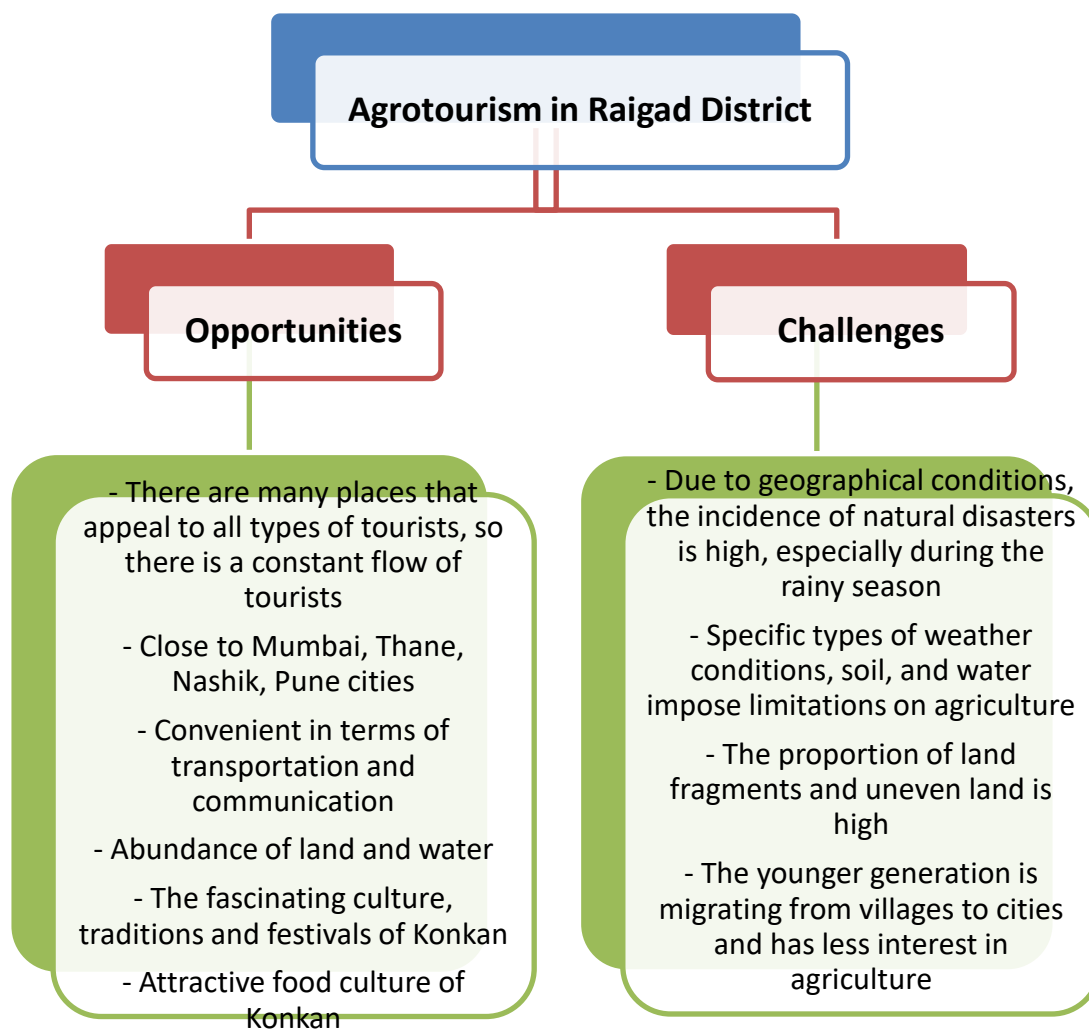 Agrotourism in Raigad District
Opportunities
- There are many places that
appeal to all types of tourists, so
there is a constant flow of
tourists
- Close to Mumbai, Thane,
Nashik, Pune cities
- Convenient in terms of
transportation and
communication
- Abundance of land and water
- The fascinating culture,
traditions and festivals of Konkan
- Attractive food culture of
Konkan
Challenges
- Due to geographical conditions,
the incidence of natural disasters
is high, especially during the
rainy season
- Specific types of weather
conditions, soil, and water
impose limitations on agriculture
- The proportion of land
fragments and uneven land is
high
- The younger generation is
migrating from villages to cities
and has less interest in
agriculture